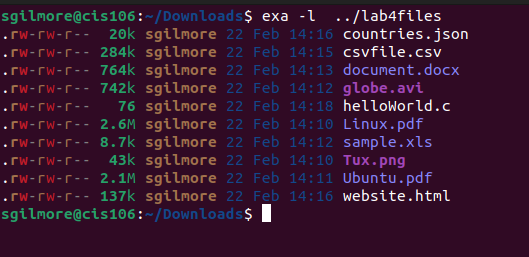 sgilmore@cis106:~/Downloads$ exa -l  ../lab4files
.rw-rw-r--  20k sgilmore 22 Feb 14:16 countries.json
.rw-rw-r-- 284k sgilmore 22 Feb 14:15 csvfile.csv
.rw-rw-r-- 764k sgilmore 22 Feb 14:13 document.docx
.rw-rw-r-- 742k sgilmore 22 Feb 14:12 globe.avi
.rw-rw-r--   76 sgilmore 22 Feb 14:18 helloWorld.c
.rw-rw-r-- 2.6M sgilmore 22 Feb 14:10 Linux.pdf
.rw-rw-r-- 8.7k sgilmore 22 Feb 14:12 sample.xls
.rw-rw-r--  43k sgilmore 22 Feb 14:10 Tux.png
.rw-rw-r-- 2.1M sgilmore 22 Feb 14:11 Ubuntu.pdf
.rw-rw-r-- 137k sgilmore 22 Feb 14:16 website.html
sgilmore@cis106:~/Downloads$